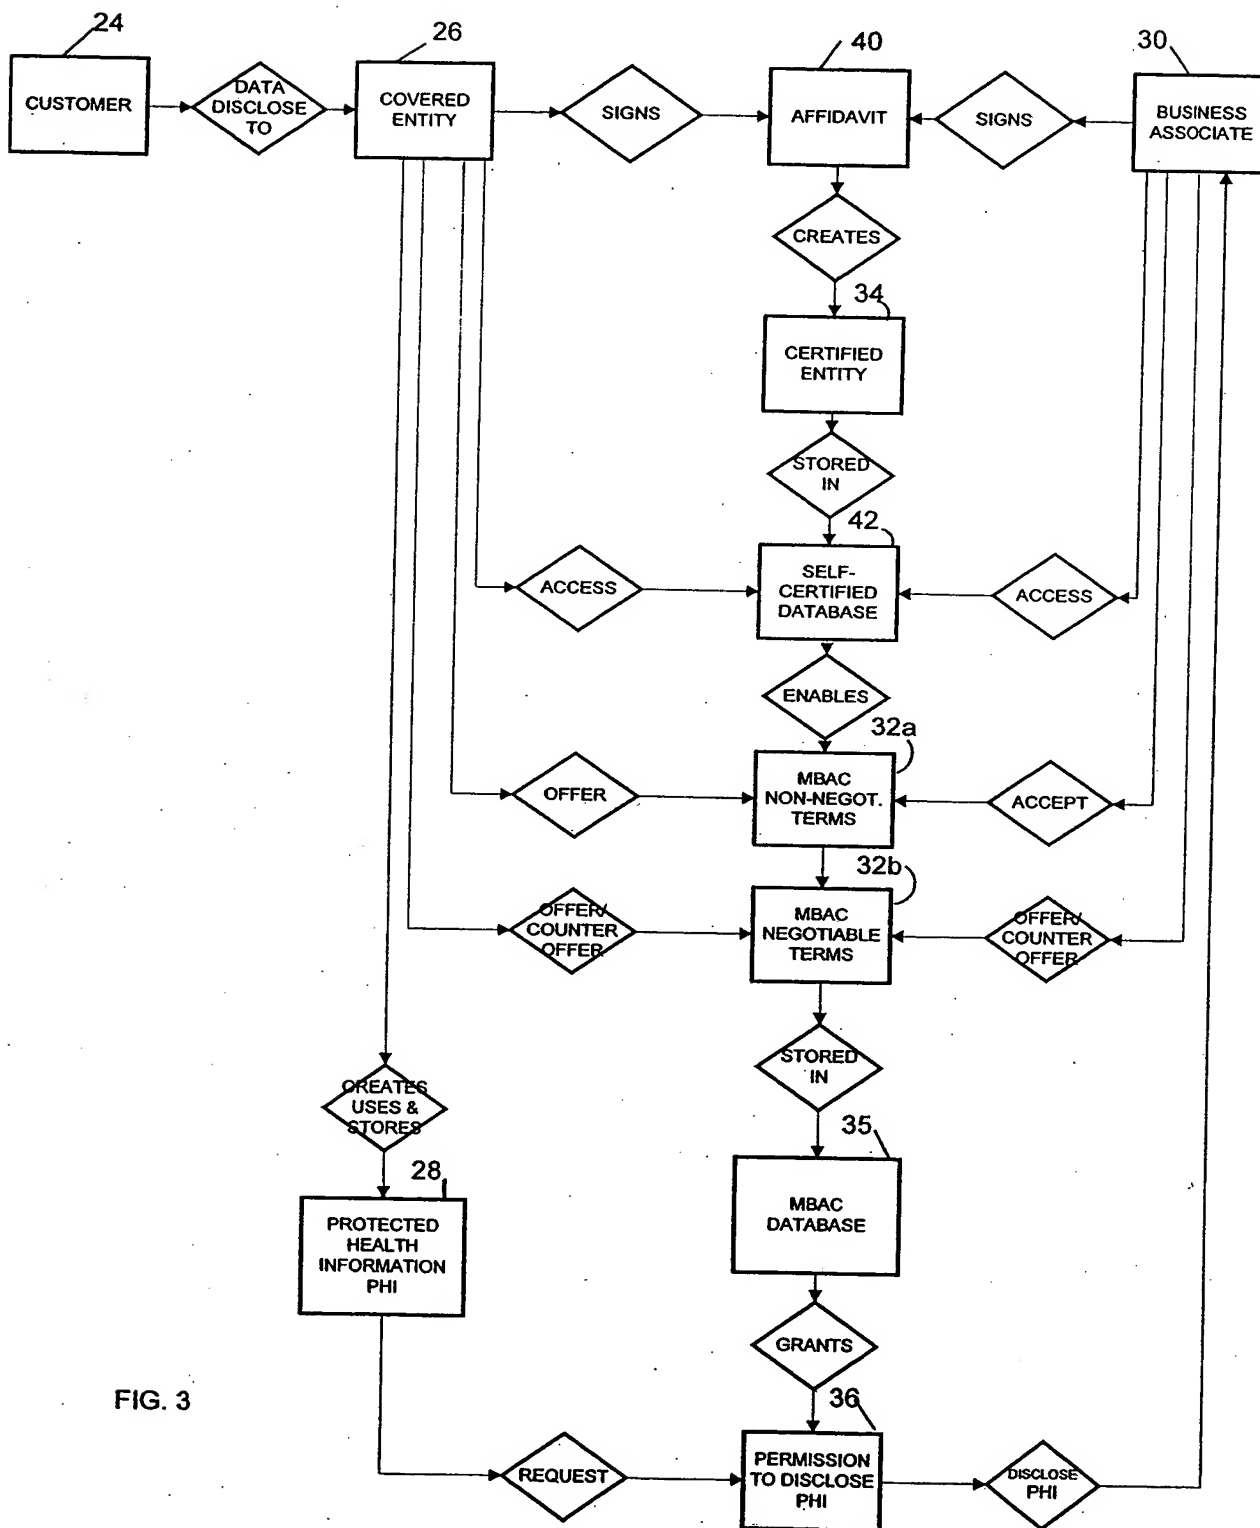 24
26
40
30
CUSTOMER
DATA
DISCLOSE
TO
COVERED
ENTITY
SIGNS
AFFIDAVIT
SIGNS
BUSINESS
ASSOCIATE
CREATES
34
CERTIFIED
ENTITY
STORED
IN
42
ACCESS
SELF-
CERTIFIED
DATABASE
ACCESS
ENABLES
32a
OFFER
MBAC
NON-NEGOT.
TERMS
ACCEPT
32b
OFFER/
COUNTER
OFFER
MBAC
NEGOTIABLE
TERMS
OFFER/
COUNTER
OFFER
STORED
IN
CREATES
USES &
STORES
35
28
MBAC
DATABASE
PROTECTED
HEALTH
INFORMATION
PHI
GRANTS
FIG. 3
36
REQUEST
PERMISSION
TO DISCLOSE
PHI
DISCLOSE
PHI